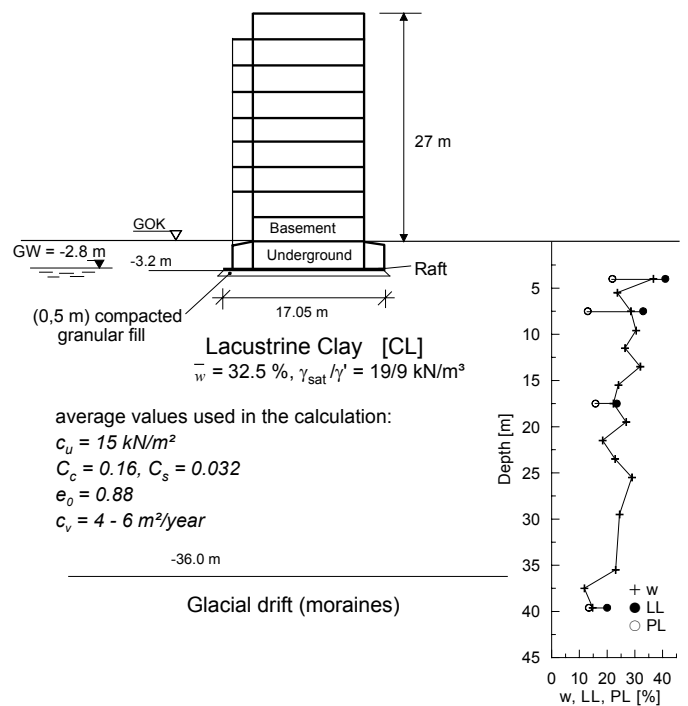 27 m
GOK
Basement
GW = -2.8 m
-3.2 m
Underground
Raft
(0,5 m) compacted
granular fill
17.05 m
Lacustrine Clay [CL]
w̅ = 32.5 %, γsat/γ' = 19/9 kN/m³
average values used in the calculation:
cu = 15 kN/m²
Cc = 0.16, Cs = 0.032
e0 = 0.88
cv = 4 - 6 m²/year
-36.0 m
Glacial drift (moraines)
Depth [m]
5
10
15
20
25
30
35
40
45
w
LL
PL
0 10 20 30 40
w, LL, PL [%]